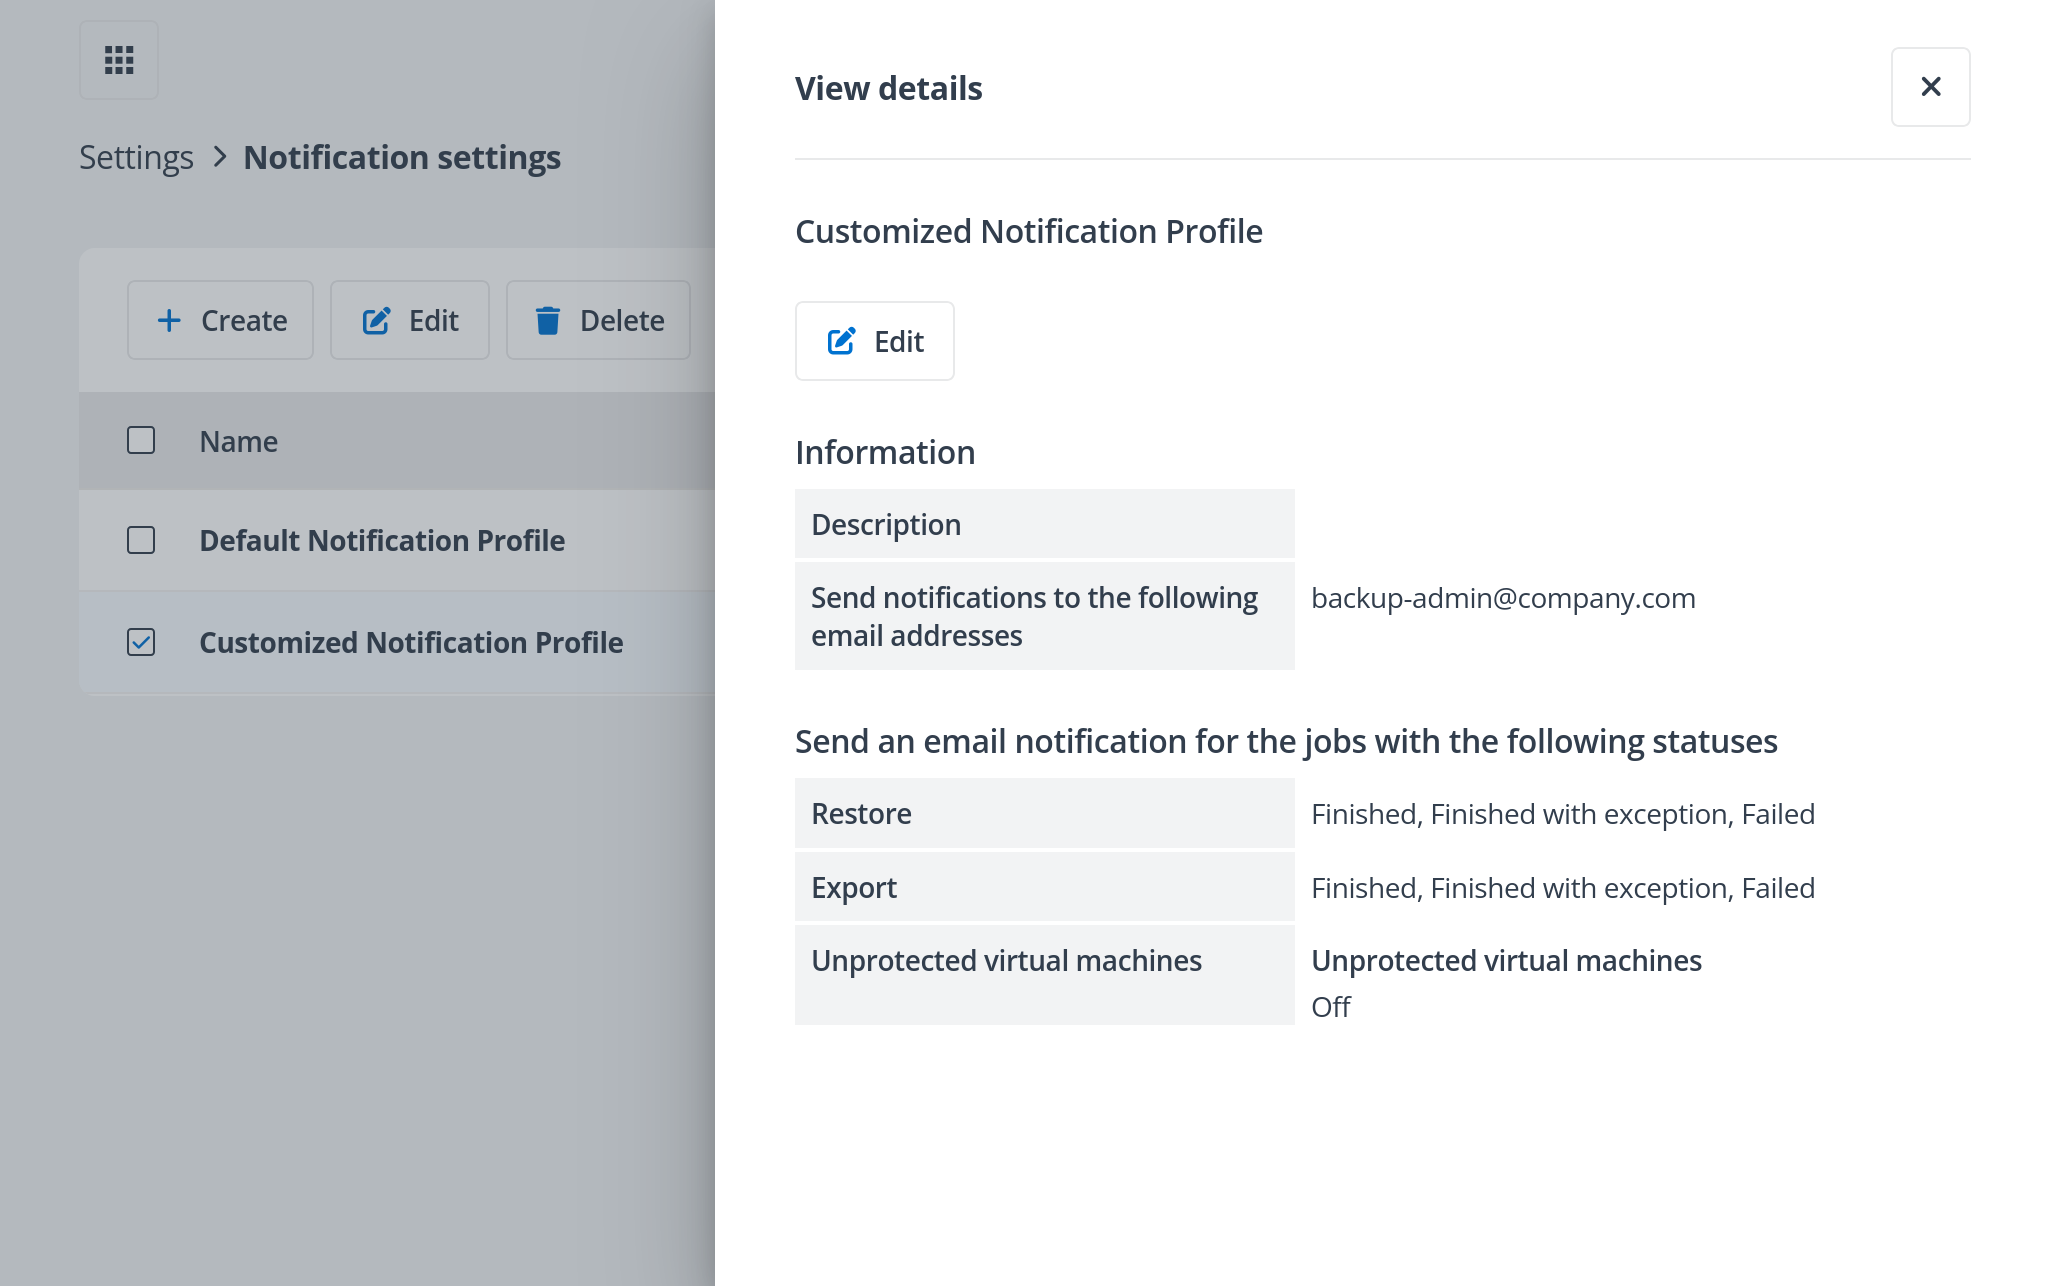 Settings > Notification settings
Create
Edit
Delete
Name
Default Notification Profile
Customized Notification Profile
View details
Customized Notification Profile
Edit
Information
Description
Send notifications to the following
email addresses
backup-admin@company.com
Send an email notification for the jobs with the following statuses
Restore
Finished, Finished with exception, Failed
Export
Finished, Finished with exception, Failed
Unprotected virtual machines
Unprotected virtual machines
Off